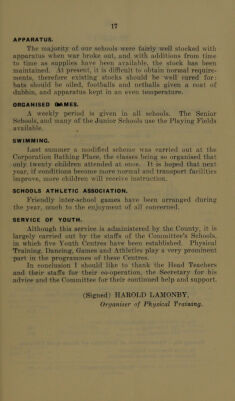 17
APPARATUS.
The majority of our schools were fairly well stocked with
apparatus when war broke out, and with additions from time
to time as supplies have been available, the stock has been
maintained. At present, it is difficult to obtain normal require-
ments, therefore existing stocks should be well cared for:
bats should be oiled, footballs and netballs given a coat of
dubbin, and apparatus kept in an even temperature.
ORGANISED GAMES.
A weekly period is given in all schools. The Senior
Schools, and many of the Junior Schools use the Playing Fields
available.
SWIMMING.
Last summer a modified scheme was carried out at the
Corporation Bathing Place, the classes being so organised that
only twenty children attended at once. It is hoped that next
year, if conditions become more normal and transport facilities
improve, more children will receive instruction.
SCHOOLS ATHLETIC ASSOCIATION.
Friendly inter-school games have been arranged during
the year, much to the enjoyment of all concerned.
SERVICE OF YOUTH.
Although this service is administered by the County, it is
largely carried out by the staffs of the Committee's Schools,
in which five Youth Centres have been established. Physical
Training, Dancing, Games and Athletics play a very prominent
part in the programmes of these Centres.
In conclusion I should like to thank the Head Teachers
and their staffs for their co-operation, the Secretary for his
advice and the Committee for their continued help and support.
(Signed) HAROLD LAMONBY,
Organiser of Physical Training.